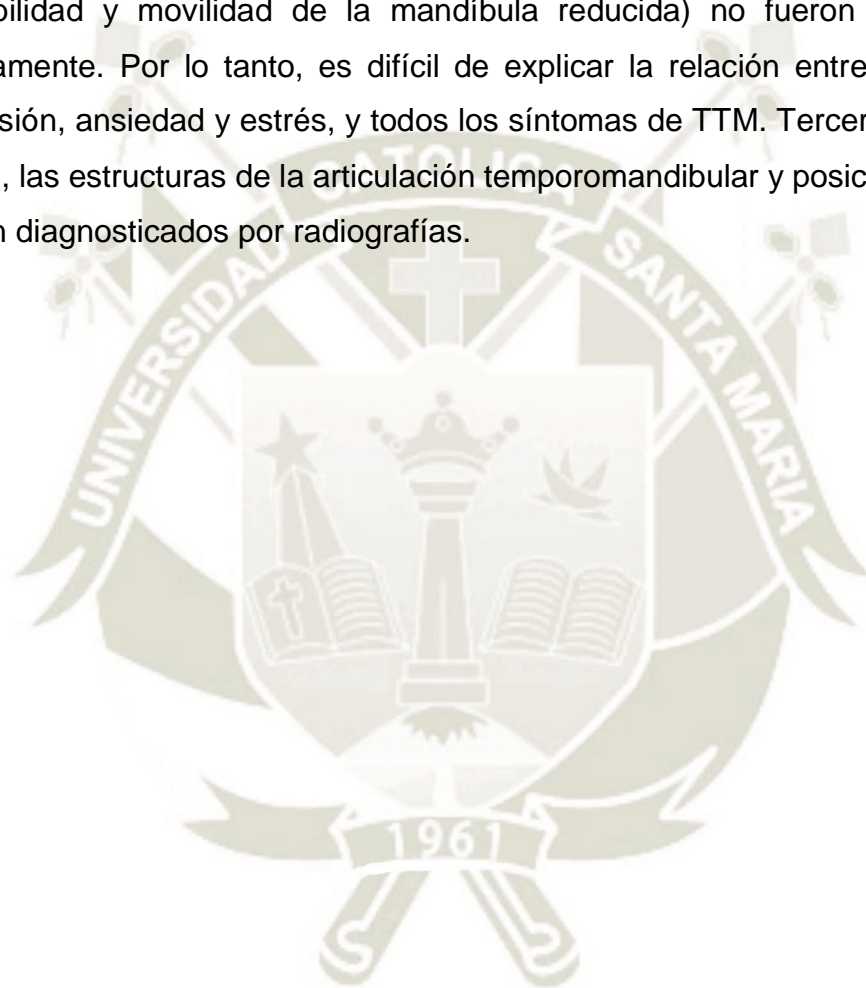 bilidad y movilidad de la mandíbula reducida) no fueron
amente. Por lo tanto, es difícil de explicar la relación entre
sión, ansiedad y estrés, y todos los síntomas de TTM. Tercer
, las estructuras de la articulación temporomandibular y posic
n diagnosticados por radiografías.
UNIVERSIDAD CATOLICA SANTA MARIA
1961